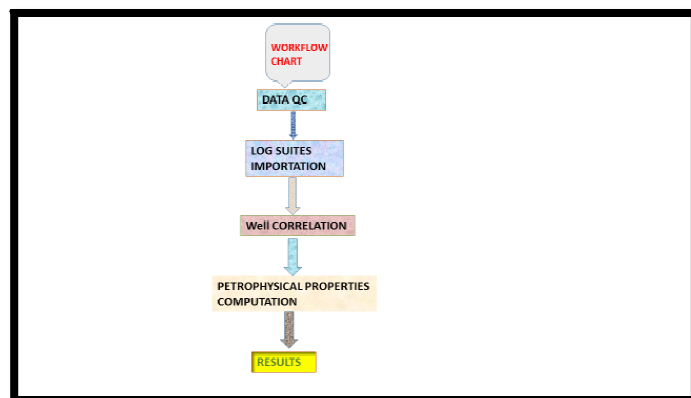 WORKFLOW
CHART
DATA QC
LOG SUITES
IMPORTATION
Well CORRELATION
PETROPHYSICAL PROPERTIES
COMPUTATION
RESULTS